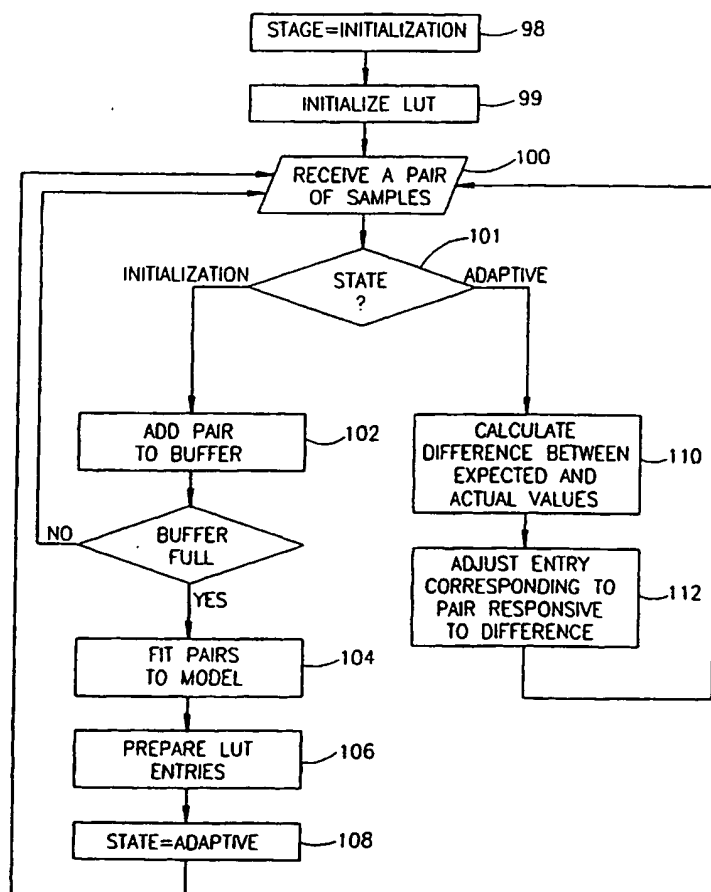 STAGE=INITIALIZATION
98
INITIALIZE LUT
99
RECEIVE A PAIR
OF SAMPLES
100
101
INITIALIZATION
STATE
?
ADAPTIVE
ADD PAIR
TO BUFFER
102
CALCULATE
DIFFERENCE BETWEEN
EXPECTED AND
ACTUAL VALUES
110
NO
BUFFER
FULL
YES
ADJUST ENTRY
CORRESPONDING TO
PAIR RESPONSIVE
TO DIFFERENCE
112
FIT PAIRS
TO MODEL
104
PREPARE LUT
ENTRIES
106
STATE=ADAPTIVE
108